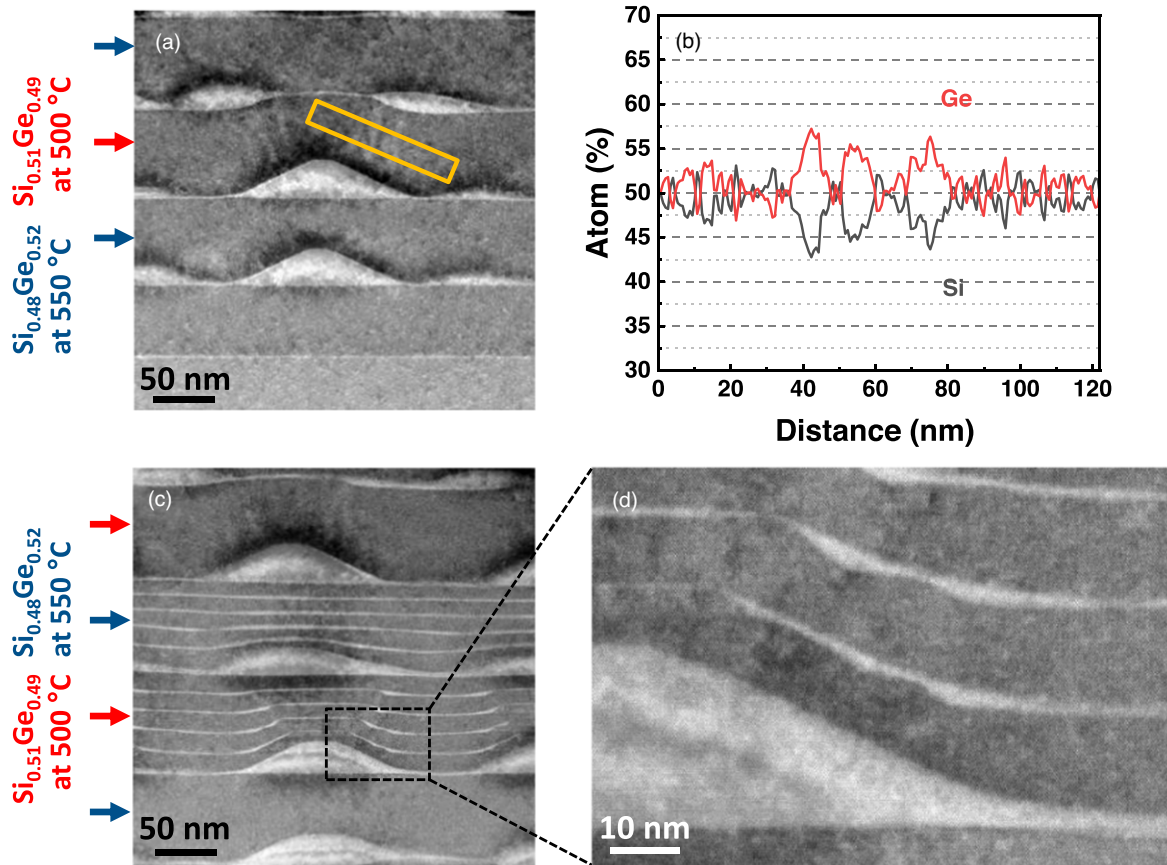 (a)
Si0.51Ge0.49
at 500 °C
Si0.48Ge0.52
at 550 °C
50 nm
(b)
70
65
60
55
50
45
40
35
30
Atom (%)
Ge
Si
0
20
40
60
80
100
120
Distance (nm)
(c)
Si0.48Ge0.52
at 550 °C
Si0.51Ge0.49
at 500 °C
50 nm
(d)
10 nm